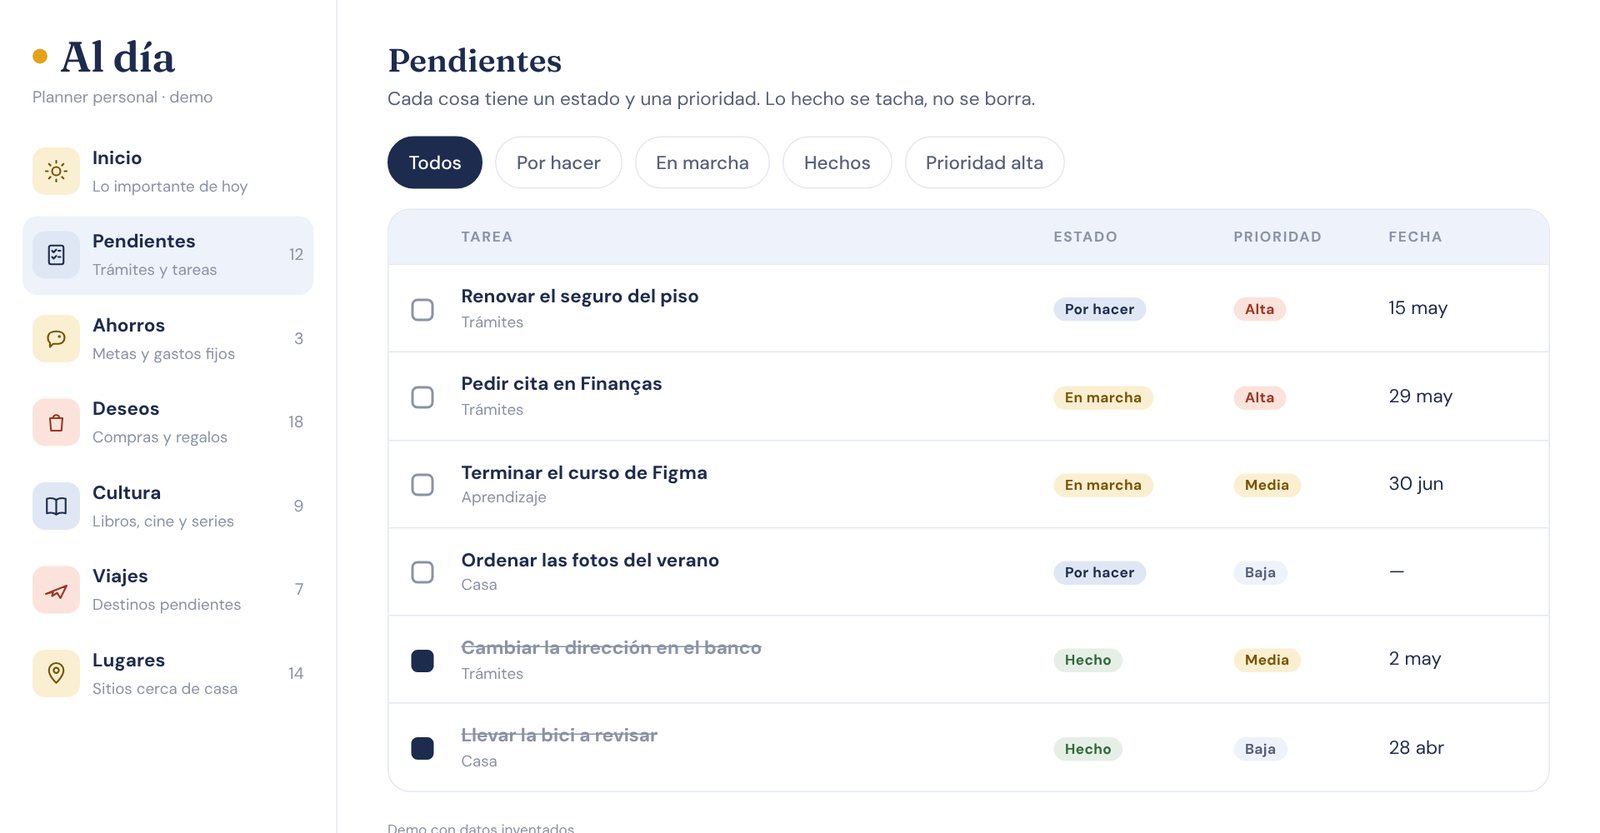 Al día
Planner personal · demo
Inicio
Lo importante de hoy
Pendientes
Trámites y tareas
12
Ahorros
Metas y gastos fijos
3
Deseos
Compras y regalos
18
Cultura
Libros, cine y series
9
Viajes
Destinos pendientes
7
Lugares
Sitios cerca de casa
14
Pendientes
Cada cosa tiene un estado y una prioridad. Lo hecho se tacha, no se borra.
Todos Por hacer En marcha Hechos Prioridad alta
TAREA ESTADO PRIORIDAD FECHA
Renovar el seguro del piso
Trámites
Por hacer Alta 15 may
Pedir cita en Finanças
Trámites
En marcha Alta 29 may
Terminar el curso de Figma
Aprendizaje
En marcha Media 30 jun
Ordenar las fotos del verano
Casa
Por hacer Baja —
Cambiar la dirección en el banco
Trámites
Hecho Media 2 may
Llevar la bici a revisar
Casa
Hecho Baja 28 abr
Demo con datos inventados